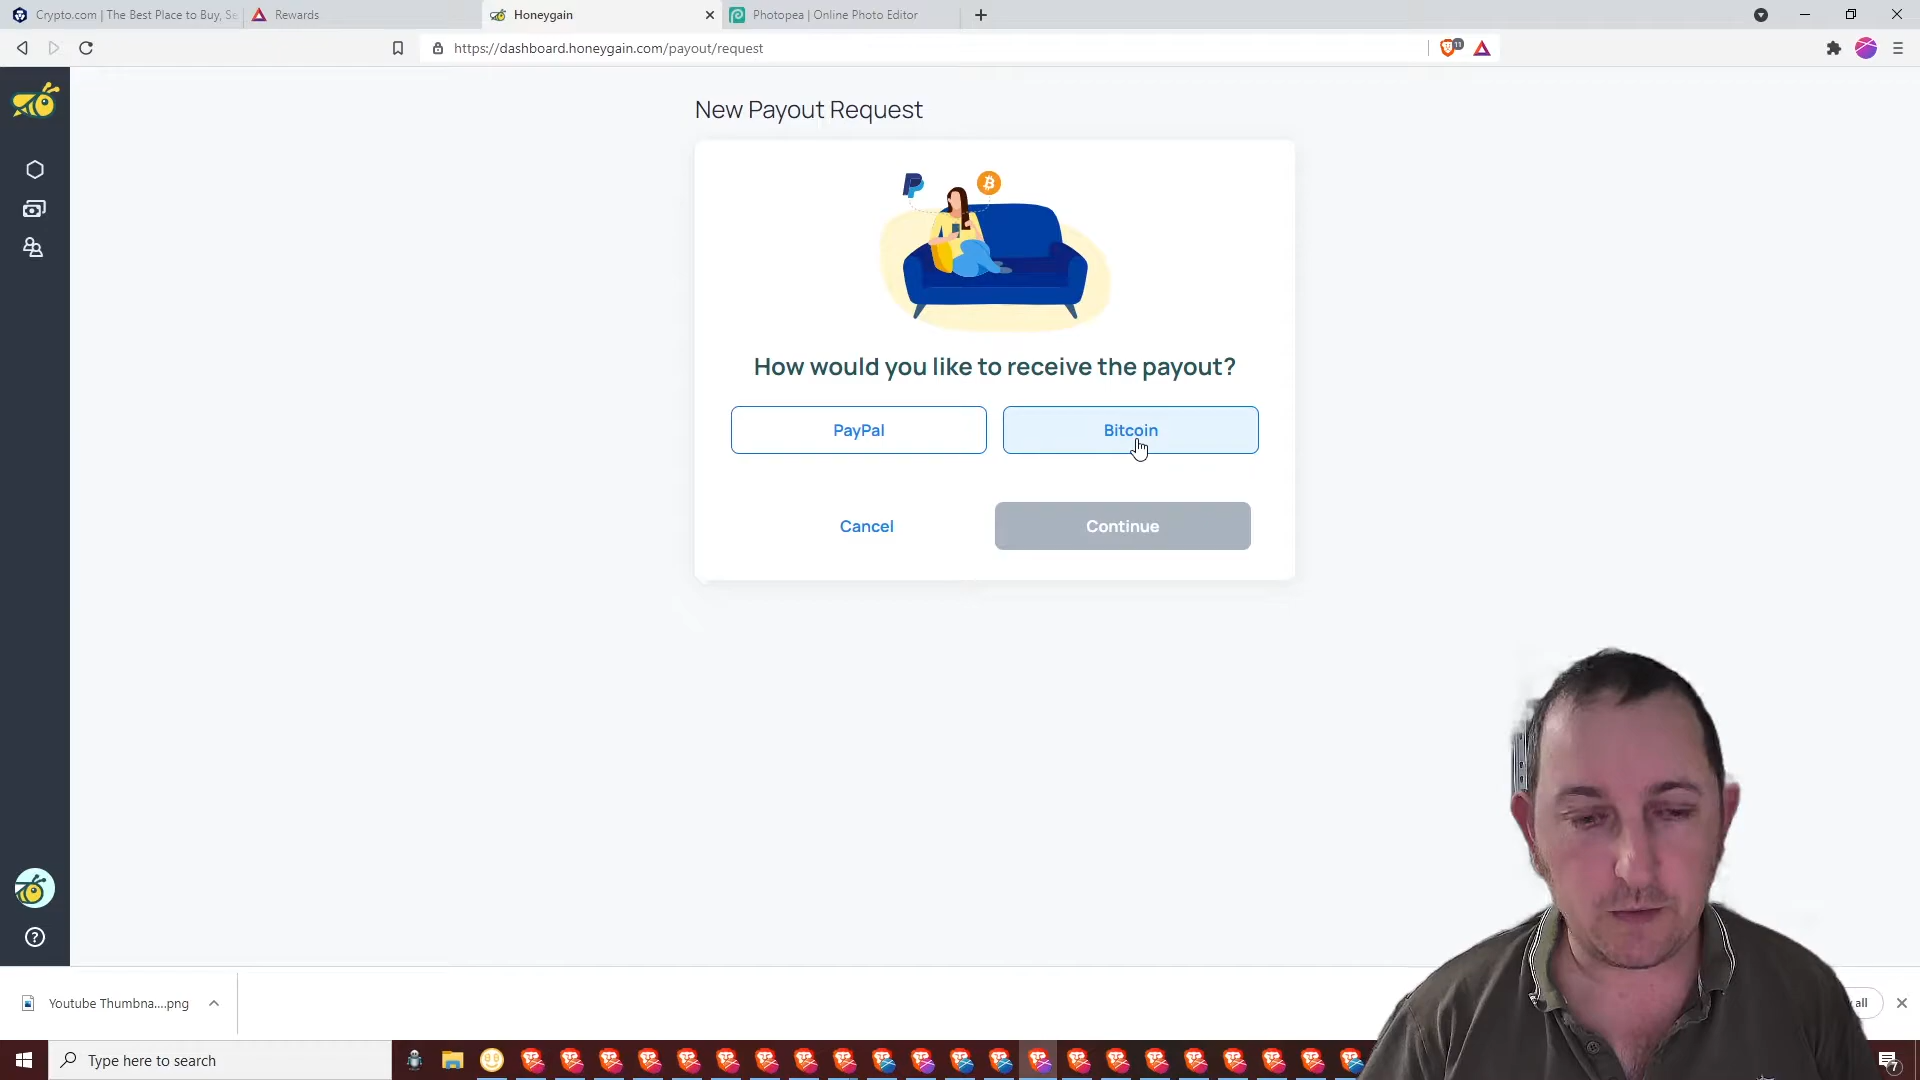 Crypto.com | The Best Place to Buy, Se
Rewards
Honeygain
Photopea | Online Photo Editor
https://dashboard.honeygain.com/payout/request
11
New Payout Request
How would you like to receive the payout?
PayPal
Bitcoin
Cancel
Continue
Youtube Thumbna....png
all
Type here to search
7